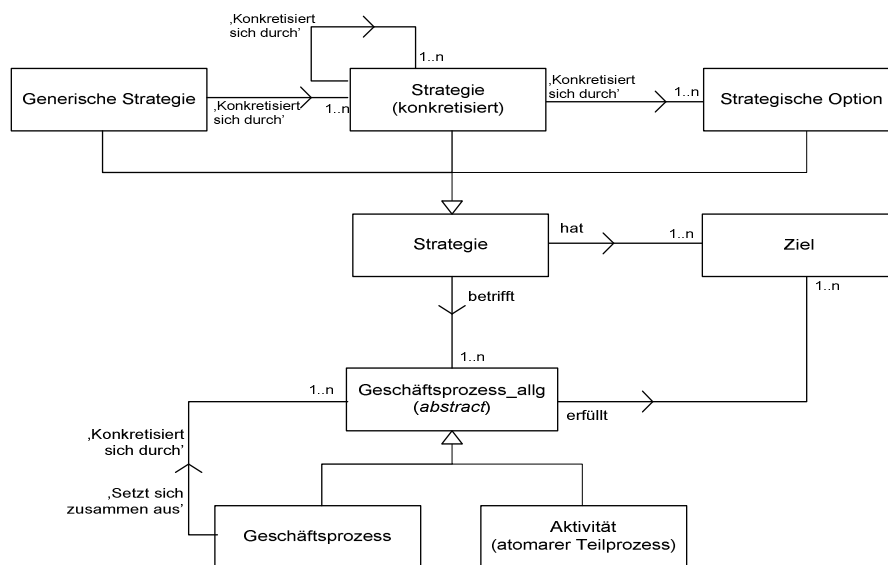 ‚Konkretisiert
sich durch’
1..n
Generische Strategie
‚Konkretisiert
sich durch’
1..n
Strategie
(konkretisiert)
‚Konkretisiert
sich durch’
1..n
Strategische Option
Strategie
hat
1..n
Ziel
1..n
betrifft
1..n
1..n
Geschäftsprozess_allg
(abstract)
erfüllt
‚Konkretisiert
sich durch’
‚Setzt sich
zusammen aus’
Geschäftsprozess
Aktivität
(atomarer Teilprozess)